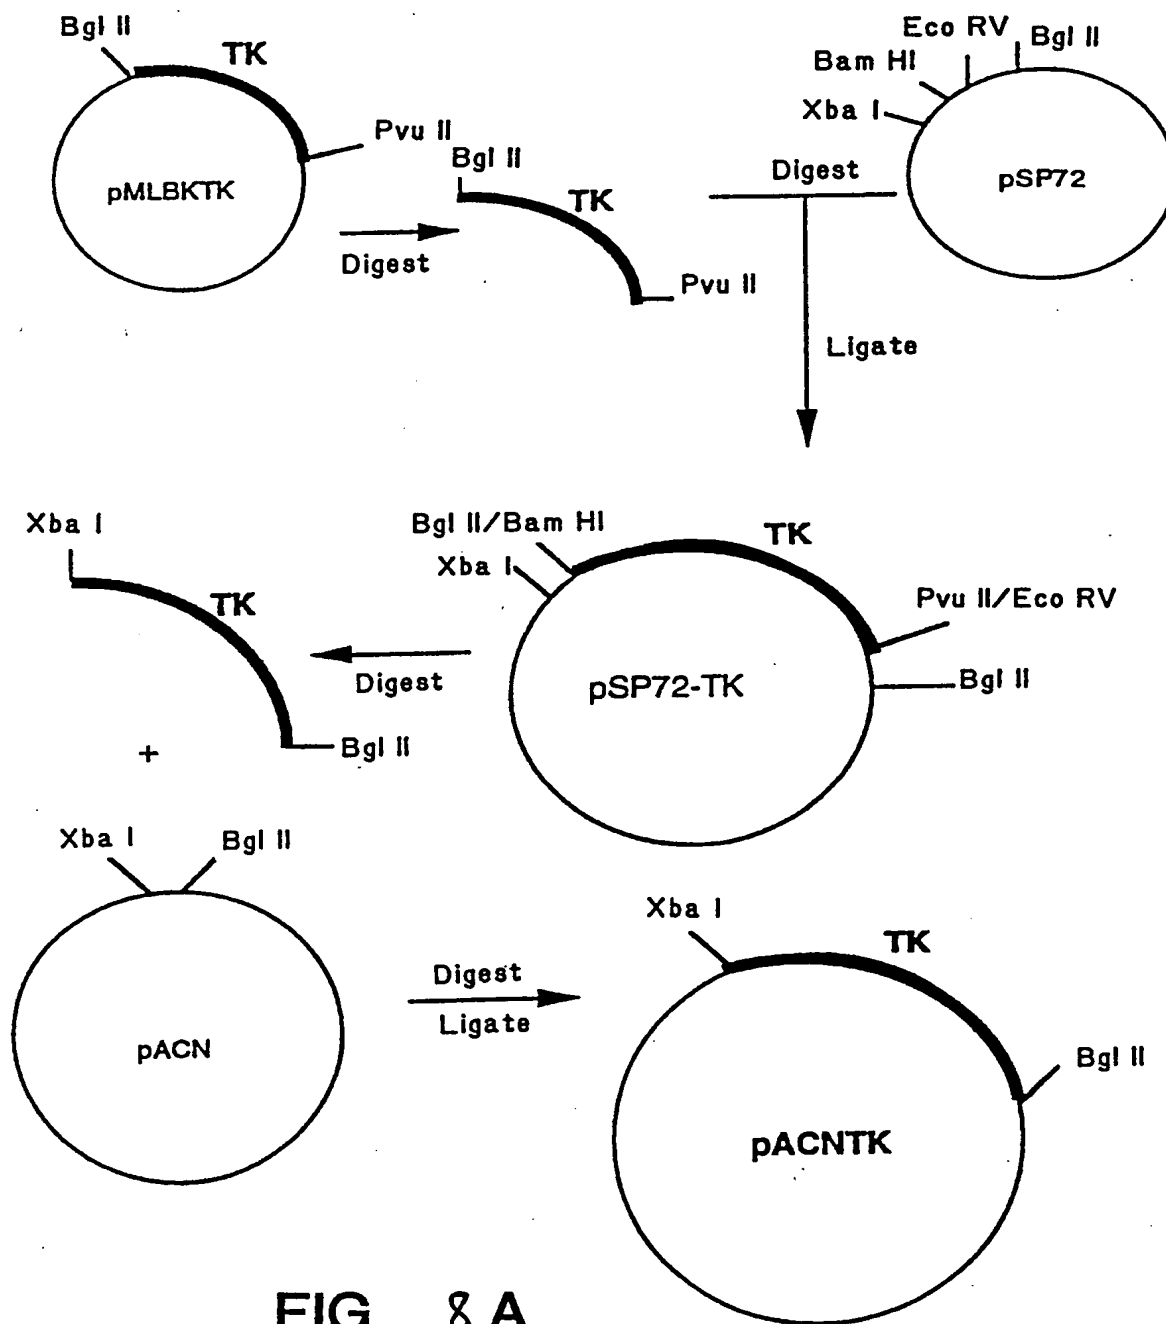 Bgl II
TK
Pvu II
pMLBKTK
Digest
Bgl II
TK
Pvu II
Eco RV
Bgl II
Bam HI
Xba I
pSP72
Digest
Ligate
Xba I
TK
Bgl II
Bgl II/Bam HI
TK
Xba I
Pvu II/Eco RV
Bgl II
pSP72-TK
Digest
+
Xba I
Bgl II
pACN
Digest
Ligate
Xba I
TK
Bgl II
pACNTK
FIG. 8A